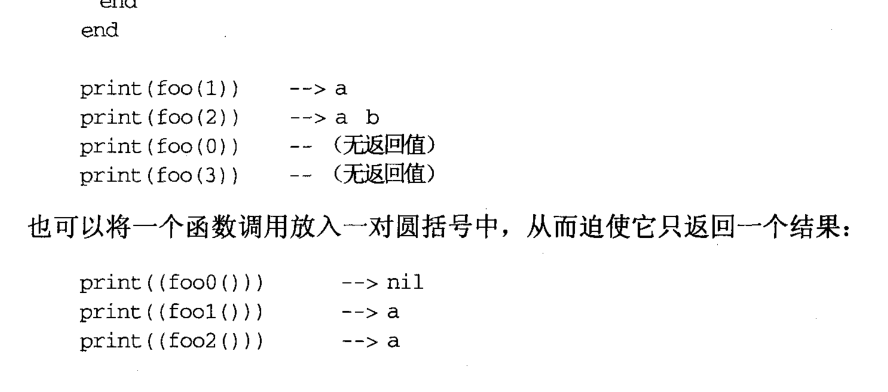 end
end
print(foo(1))    --> a
print(foo(2))    --> a  b
print(foo(0))    -- （无返回值）
print(foo(3))    -- （无返回值）
也可以将一个函数调用放入一对圆括号中，从而迫使它只返回一个结果：
print((foo0()))    --> nil
print((foo1()))    --> a
print((foo2()))    --> a